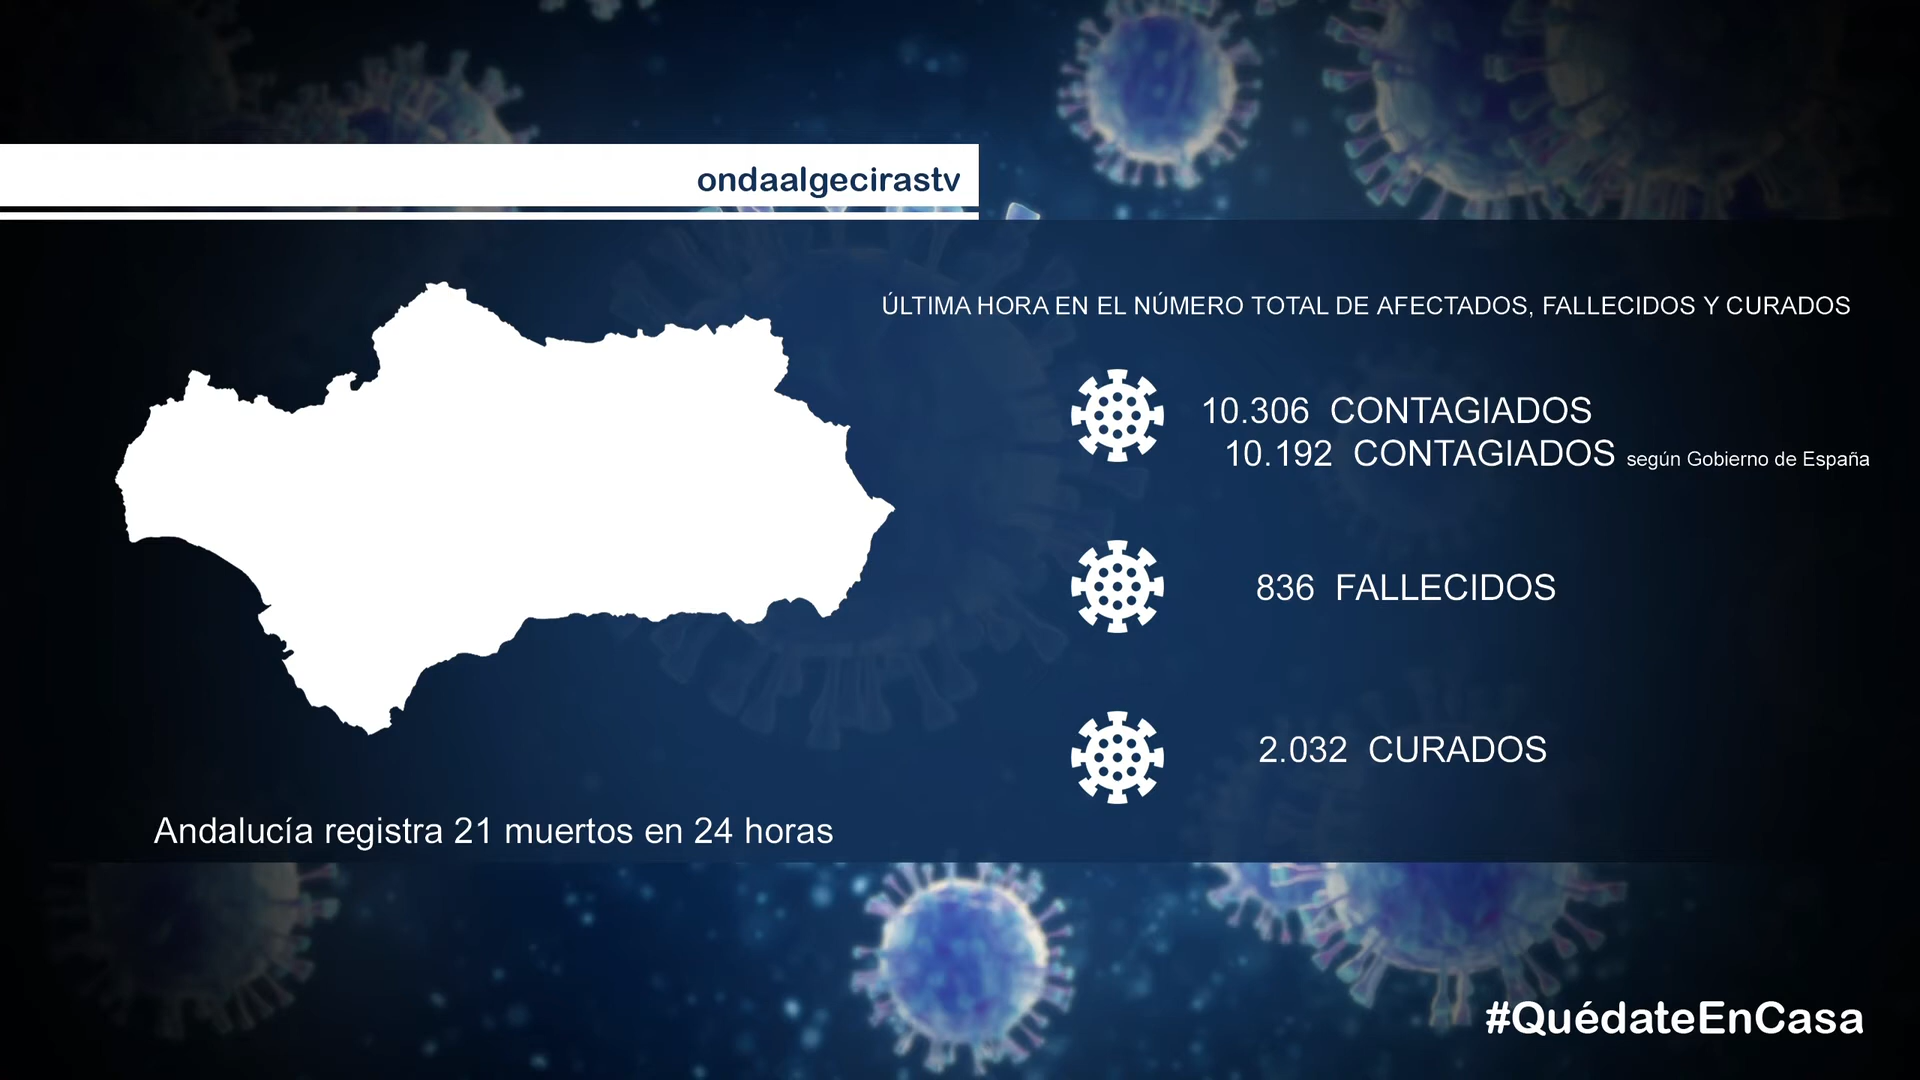 ondaalgecirastv
ÚLTIMA HORA EN EL NÚMERO TOTAL DE AFECTADOS, FALLECIDOS Y CURADOS
10.306 CONTAGIADOS
10.192 CONTAGIADOS según Gobierno de España
836 FALLECIDOS
2.032 CURADOS
Andalucía registra 21 muertos en 24 horas
#QuédateEnCasa